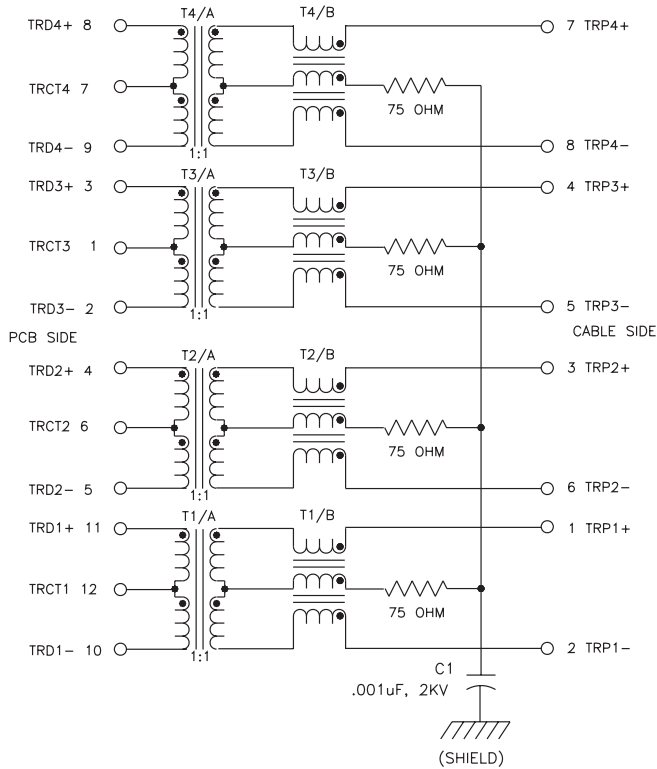 T4/A T4/B
TRD4+ 8
7 TRP4+
TRCT4 7
75 OHM
TRD4- 9
1:1
8 TRP4-
T3/A T3/B
TRD3+ 3
4 TRP3+
TRCT3 1
75 OHM
TRD3- 2
1:1
5 TRP3-
PCB SIDE
CABLE SIDE
T2/A T2/B
TRD2+ 4
3 TRP2+
TRCT2 6
75 OHM
TRD2- 5
1:1
6 TRP2-
T1/A T1/B
TRD1+ 11
1 TRP1+
TRCT1 12
75 OHM
TRD1- 10
1:1
2 TRP1-
C1
.001uF, 2KV
(SHIELD)